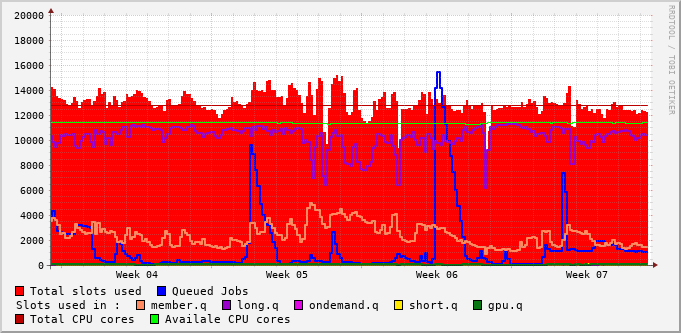 20000
18000
16000
14000
12000
10000
8000
6000
4000
2000
0
Week 04 Week 05 Week 06 Week 07
RRDTOOL / TOBI OETIKER
Total slots used Queued Jobs
Slots used in : member.q long.q ondemand.q short.q gpu.q
Total CPU cores Availale CPU cores